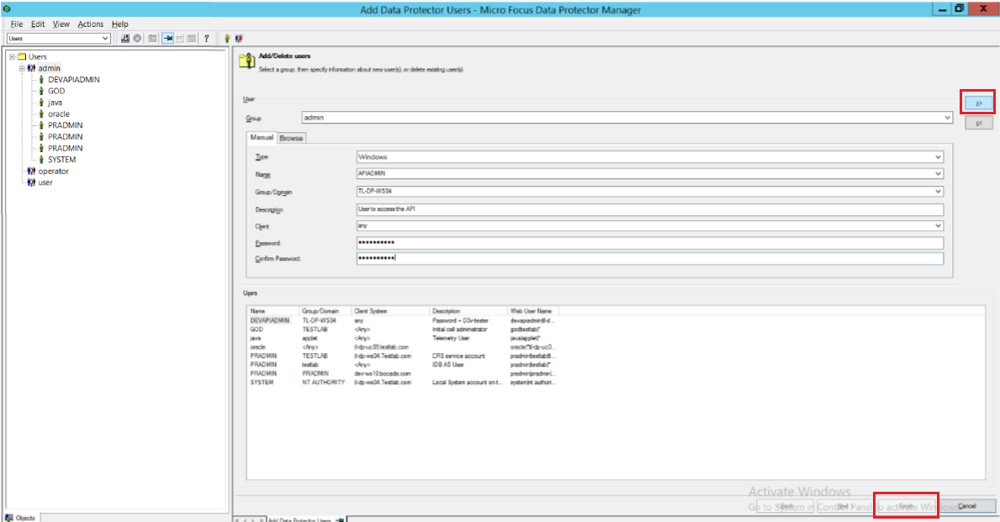 Add Data Protector Users - Micro Focus Data Protector Manager
X
File Edit View Actions Help
Users
?
Users
admin
DEVAPIADMIN
GOD
java
oracle
PRADMIN
PRADMIN
PRADMIN
SYSTEM
operator
user
Objects
Add/Delete users
Select a group, then specify information about new user(s), or delete existing user(s).
User
>>
<<
Group admin
Manual Browse
Type Windows
Name APIADMIN
Group/Domain TL-DP-WS04
Description User to access the API
Client any
Password: ••••••••••
Confirm Password: ••••••••••
Users
Name Group/Domain Client System Description Web User Name
DEVAPIADMIN TL-DP-WS04 any Password = D3v-tester devapiadmin|tl-d...
GOD TESTLAB <Any> Initial cell administrator god|testlab|*
java applet <Any> Telemetry User java|applet|*
oracle <Any> tl-dp-uc05.testlab.com oracle|*|tl-dp-uc0...
PRADMIN TESTLAB tl-dp-ws04.Testlab.com CRS service account pradmin|testlab|tl...
PRADMIN testlab <Any> IDB AS User pradmin|testlab|*
PRADMIN PRADMIN dev-ws10.bocada.com pradmin|pradmin|...
SYSTEM NT AUTHORITY tl-dp-ws04.Testlab.com Local System account on t... system|nt author...
Activate Windows
Go to System in Control Panel to activate Windows.
Back Next Finish Cancel
Add Data Protector Users